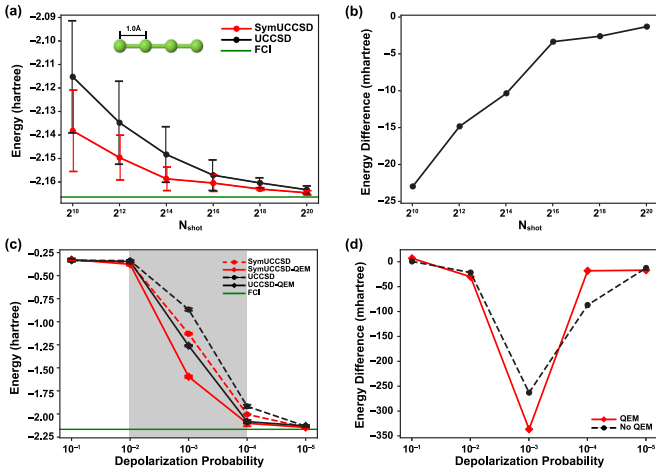 (a)
Energy (hartree)
−2.09
−2.10
−2.11
−2.12
−2.13
−2.14
−2.15
−2.16
1.0Å
SymUCCSD
UCCSD
FCI
2^10 2^12 2^14 2^16 2^18 2^20
N_shot
(b)
Energy Difference (mhartree)
0
−5
−10
−15
−20
−25
2^10 2^12 2^14 2^16 2^18 2^20
N_shot
(c)
Energy (hartree)
−0.25
−0.50
−0.75
−1.00
−1.25
−1.50
−1.75
−2.00
−2.25
SymUCCSD
SymUCCSD-QEM
UCCSD
UCCSD-QEM
FCI
10^−1 10^−2 10^−3 10^−4 10^−5
Depolarization Probability
(d)
Energy Difference (mhartree)
0
−50
−100
−150
−200
−250
−300
−350
QEM
No QEM
10^−1 10^−2 10^−3 10^−4 10^−5
Depolarization Probability